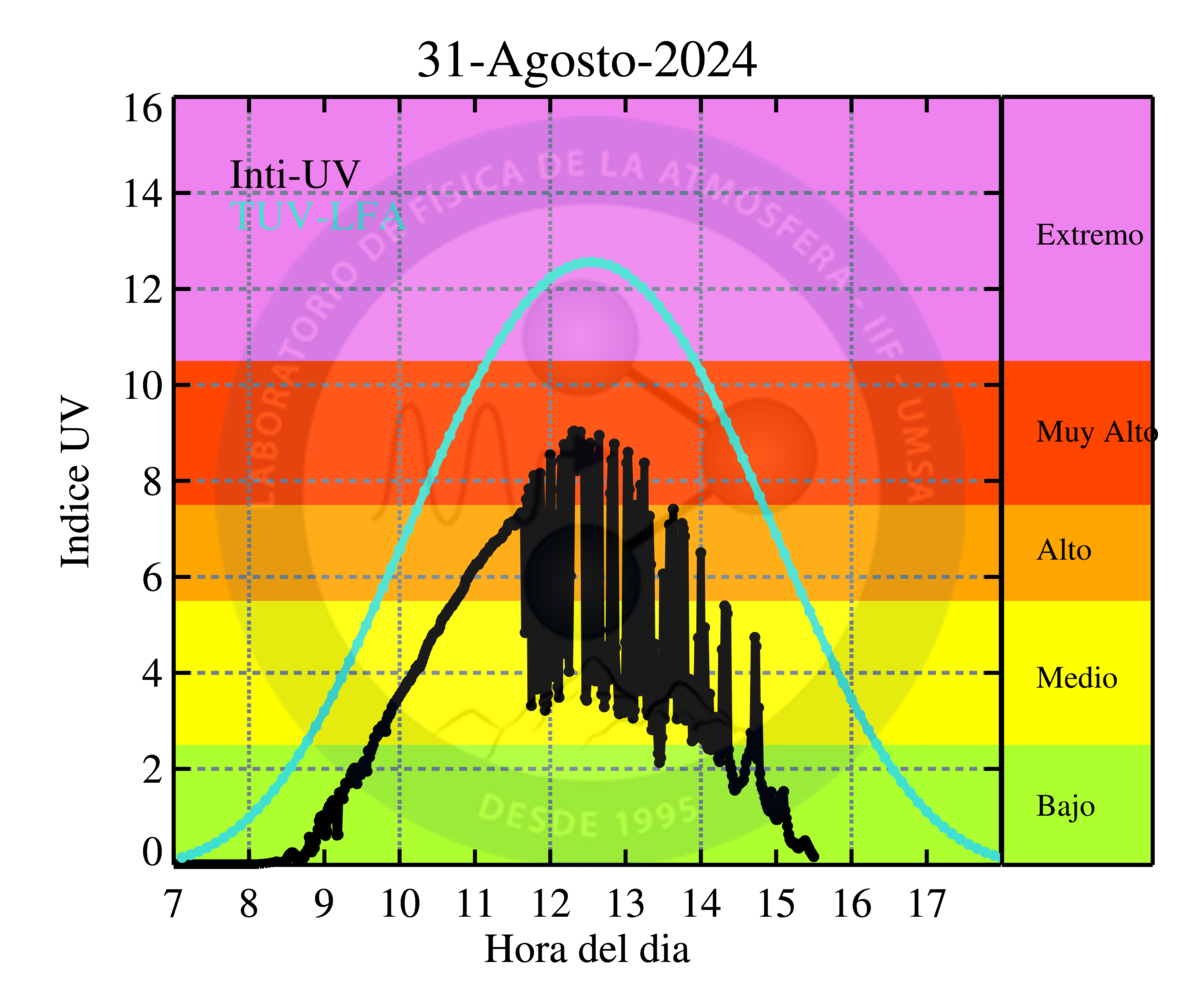 31-Agosto-2024
Inti-UV
TUV-LFA
LABORATORIO DE FÍSICA DE LA ATMÓSFERA - IIF - UMSA
DESDE 1995
Indice UV
16
14
12
10
8
6
4
2
0
Extremo
Muy Alto
Alto
Medio
Bajo
7 8 9 10 11 12 13 14 15 16 17
Hora del dia